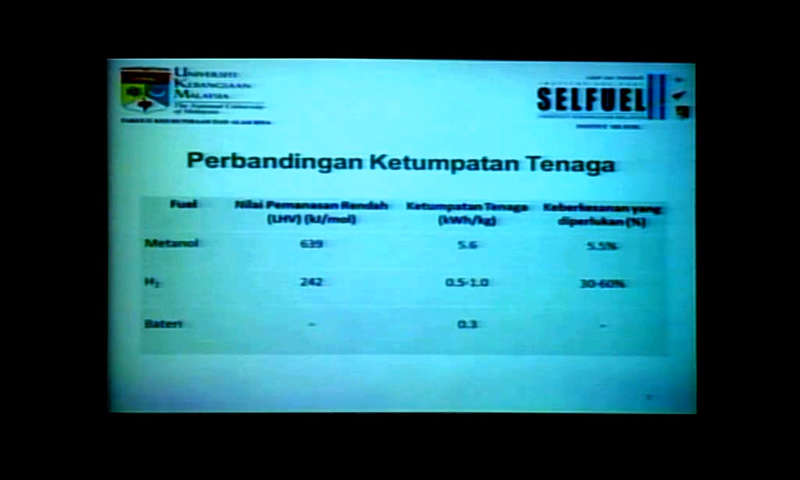 UNIVERSITI
KEBANGSAAN
MALAYSIA
The National University
of Malaysia
SELFUEL
Perbandingan Ketumpatan Tenaga
Fuel Nilai Pemanasan Rendah (LHV) (kJ/mol) Ketumpatan Tenaga (kWh/kg) Keberkesanan yang diperlukan (%)
Metanol 639 5.6 5.5%
H₂ 242 0.5-1.0 30-60%
Bateri - 0.3 -